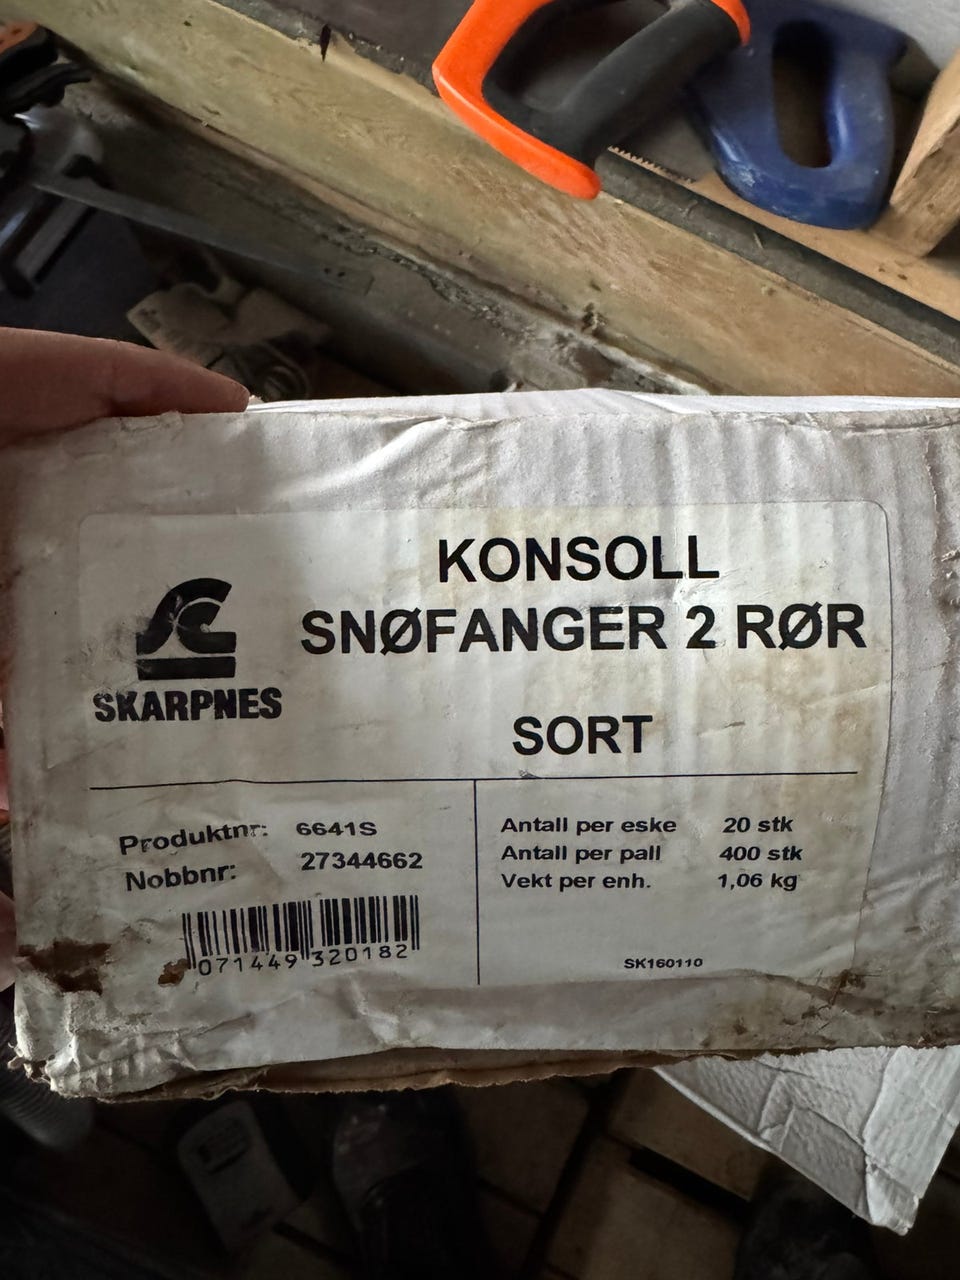 KONSOLL
SNØFANGER 2 RØR
SORT
SKARPNES
Produktnr: 6641S
Nobbnr: 27344662
071449 320182
Antall per eske 20 stk
Antall per pall 400 stk
Vekt per enh. 1,06 kg
SK160110